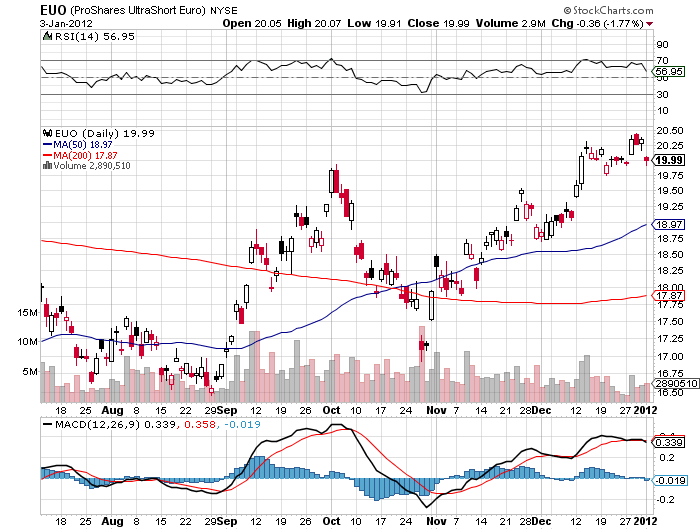 EUO (ProShares UltraShort Euro) NYSE © StockCharts.com
3-Jan-2012 Open 20.05 High 20.07 Low 19.91 Close 19.99 Volume 2.9M Chg -0.36 (-1.77%)
RSI(14) 56.95
90
70
56.95
50
30
10
EUO (Daily) 19.99
MA(50) 18.97
MA(200) 17.87
Volume 2,890,510
20.50
20.25
19.99
19.75
19.50
19.25
18.97
18.75
18.50
18.25
17.87
17.75
17.50
17.25
17.00
16.75
2890510
16.50
15M
10M
5M
18 25 Aug 8 15 22 29 Sep 12 19 26 Oct 10 17 24 Nov 7 14 21 28 Dec 12 19 27 2012
MACD(12,26,9) 0.339, 0.358, -0.019
0.339
0.2
-0.019
-0.2
18 25 Aug 8 15 22 29 Sep 12 19 26 Oct 10 17 24 Nov 7 14 21 28 Dec 12 19 27 2012